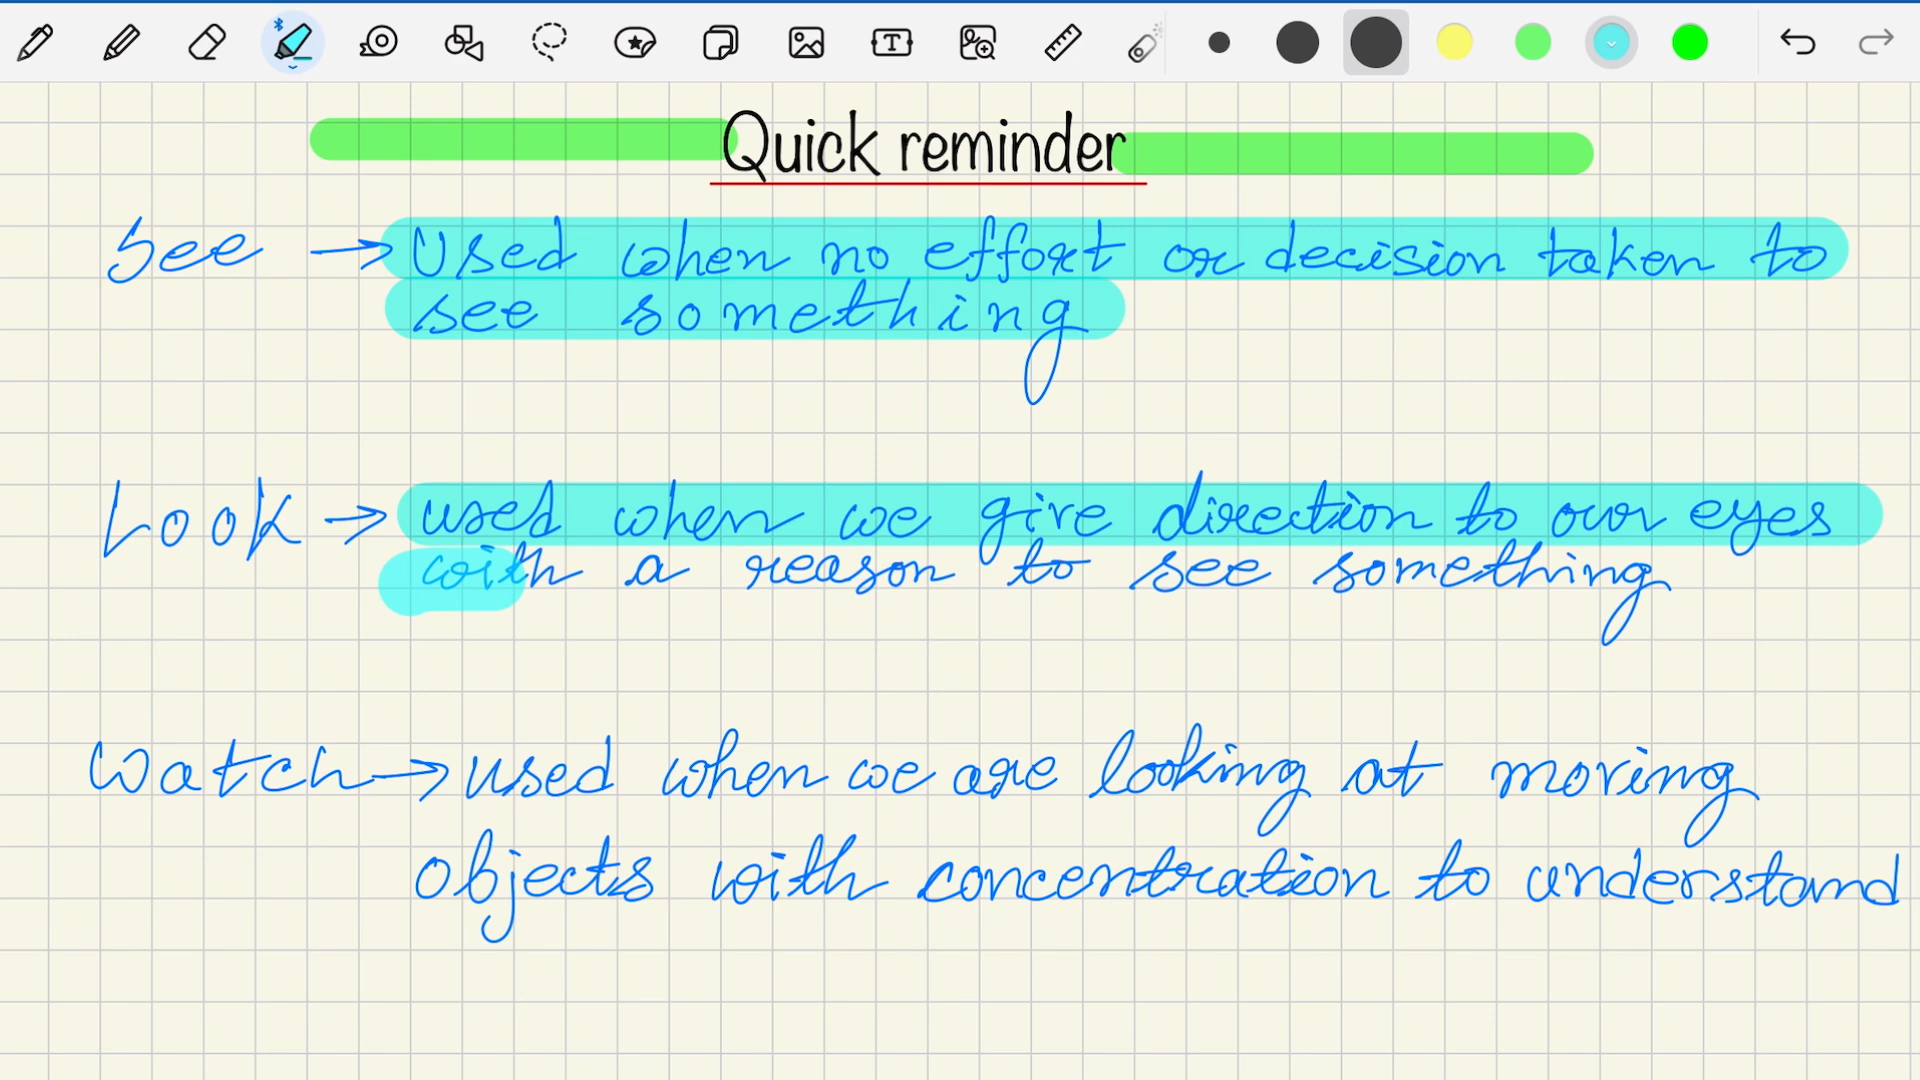 Quick reminder
See → Used when no effort or decision taken to
see something
Look → used when we give direction to our eyes
with a reason to see something
Watch → used when we are looking at moving
objects with concentration to understand